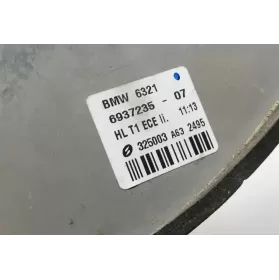 BMW 6321
6937235 - 07
HL T1 ECE li. 11:13
325003 A63 2495